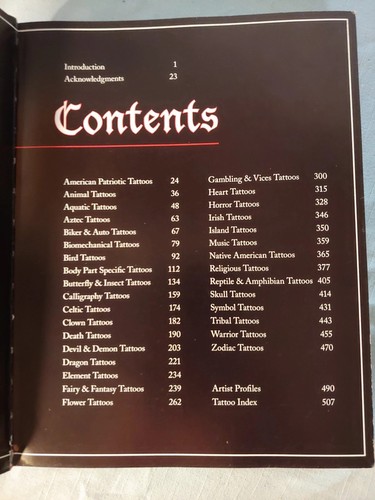 Introduction 1
Acknowledgments 23
Contents
American Patriotic Tattoos 24
Animal Tattoos 36
Aquatic Tattoos 48
Aztec Tattoos 63
Biker & Auto Tattoos 67
Biomechanical Tattoos 79
Bird Tattoos 92
Body Part Specific Tattoos 112
Butterfly & Insect Tattoos 134
Calligraphy Tattoos 159
Celtic Tattoos 174
Clown Tattoos 182
Death Tattoos 190
Devil & Demon Tattoos 203
Dragon Tattoos 221
Element Tattoos 234
Fairy & Fantasy Tattoos 239
Flower Tattoos 262
Gambling & Vices Tattoos 300
Heart Tattoos 315
Horror Tattoos 328
Irish Tattoos 346
Island Tattoos 350
Music Tattoos 359
Native American Tattoos 365
Religious Tattoos 377
Reptile & Amphibian Tattoos 405
Skull Tattoos 414
Symbol Tattoos 431
Tribal Tattoos 443
Warrior Tattoos 455
Zodiac Tattoos 470
Artist Profiles 490
Tattoo Index 507